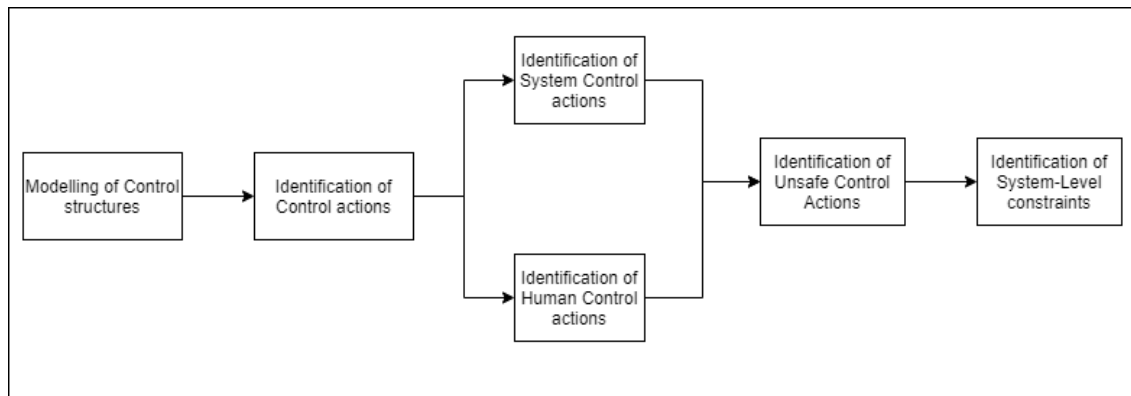 Modelling of Control
structures
Identification of
Control actions
Identification of
System Control
actions
Identification of
Human Control
actions
Identification of
Unsafe Control
Actions
Identification of
System-Level
constraints